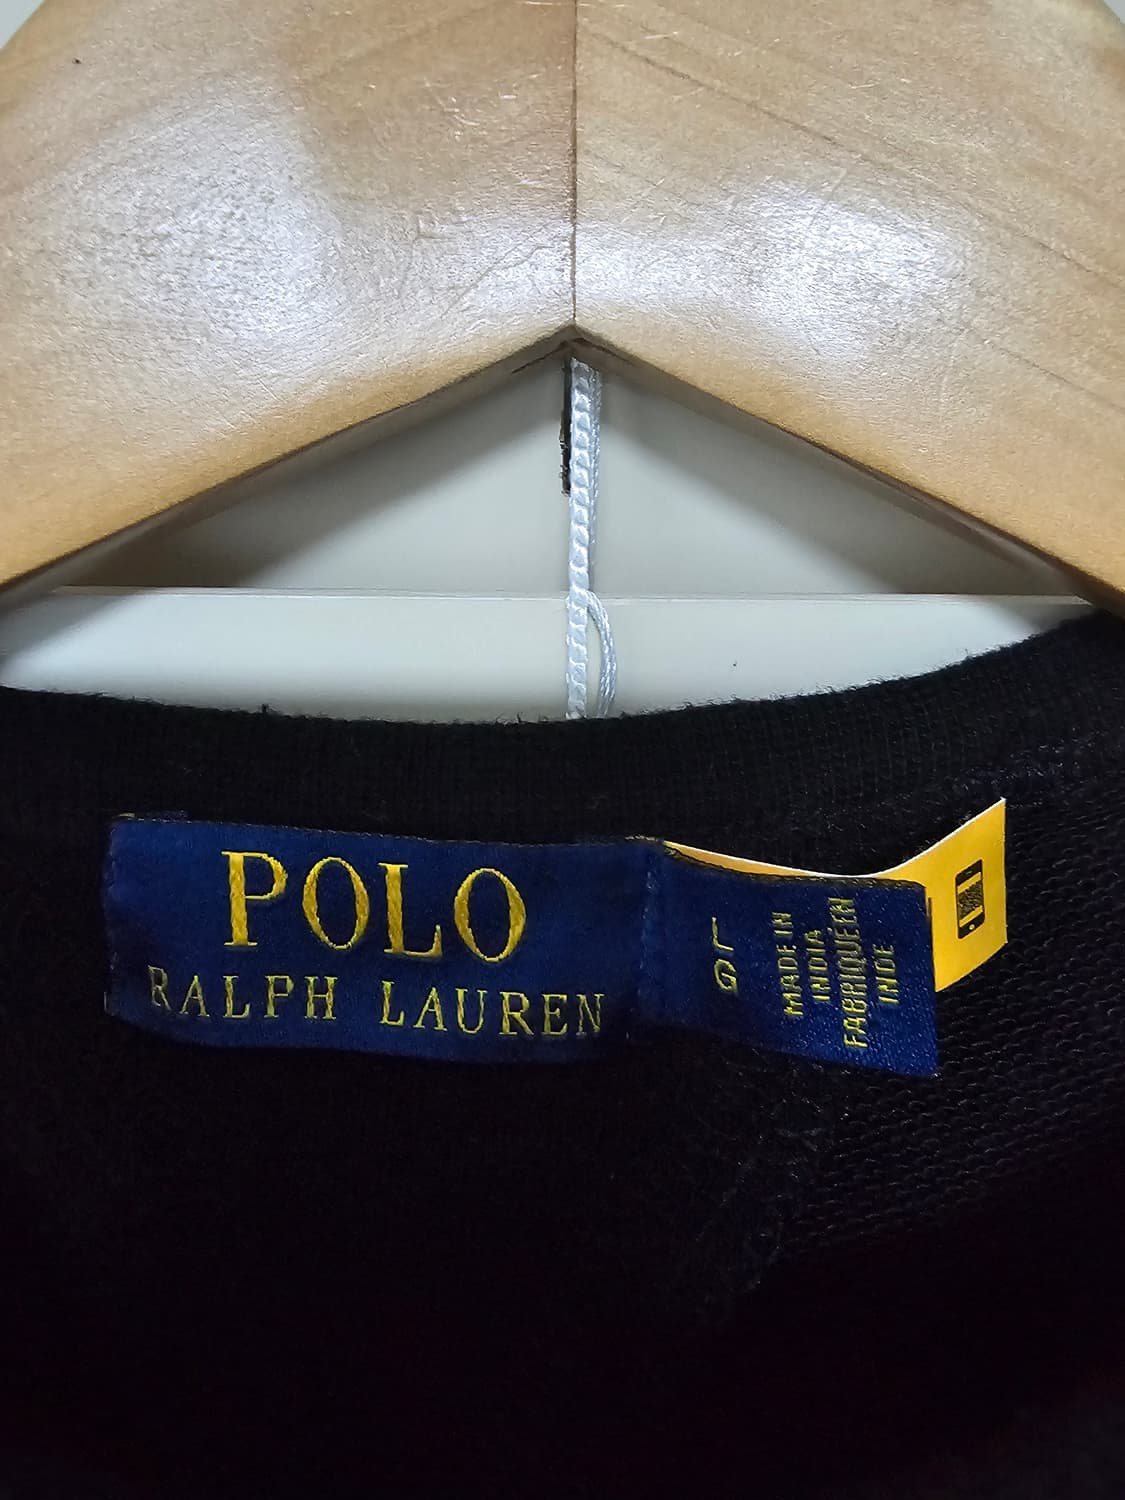 POLO
RALPH LAUREN
L
G
MADE IN
INDIA
FABRIQUÉ EN
INDE